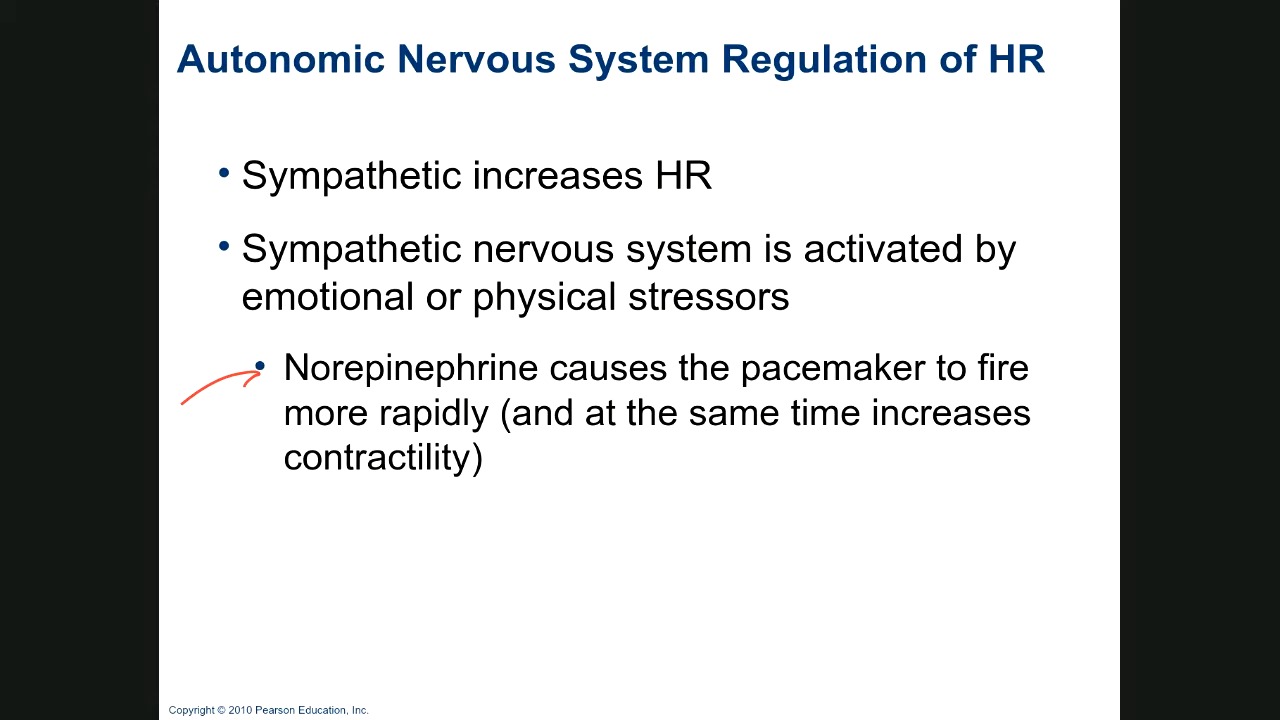 Autonomic Nervous System Regulation of HR
• Sympathetic increases HR
• Sympathetic nervous system is activated by
emotional or physical stressors
• Norepinephrine causes the pacemaker to fire
more rapidly (and at the same time increases
contractility)
Copyright © 2010 Pearson Education, Inc.